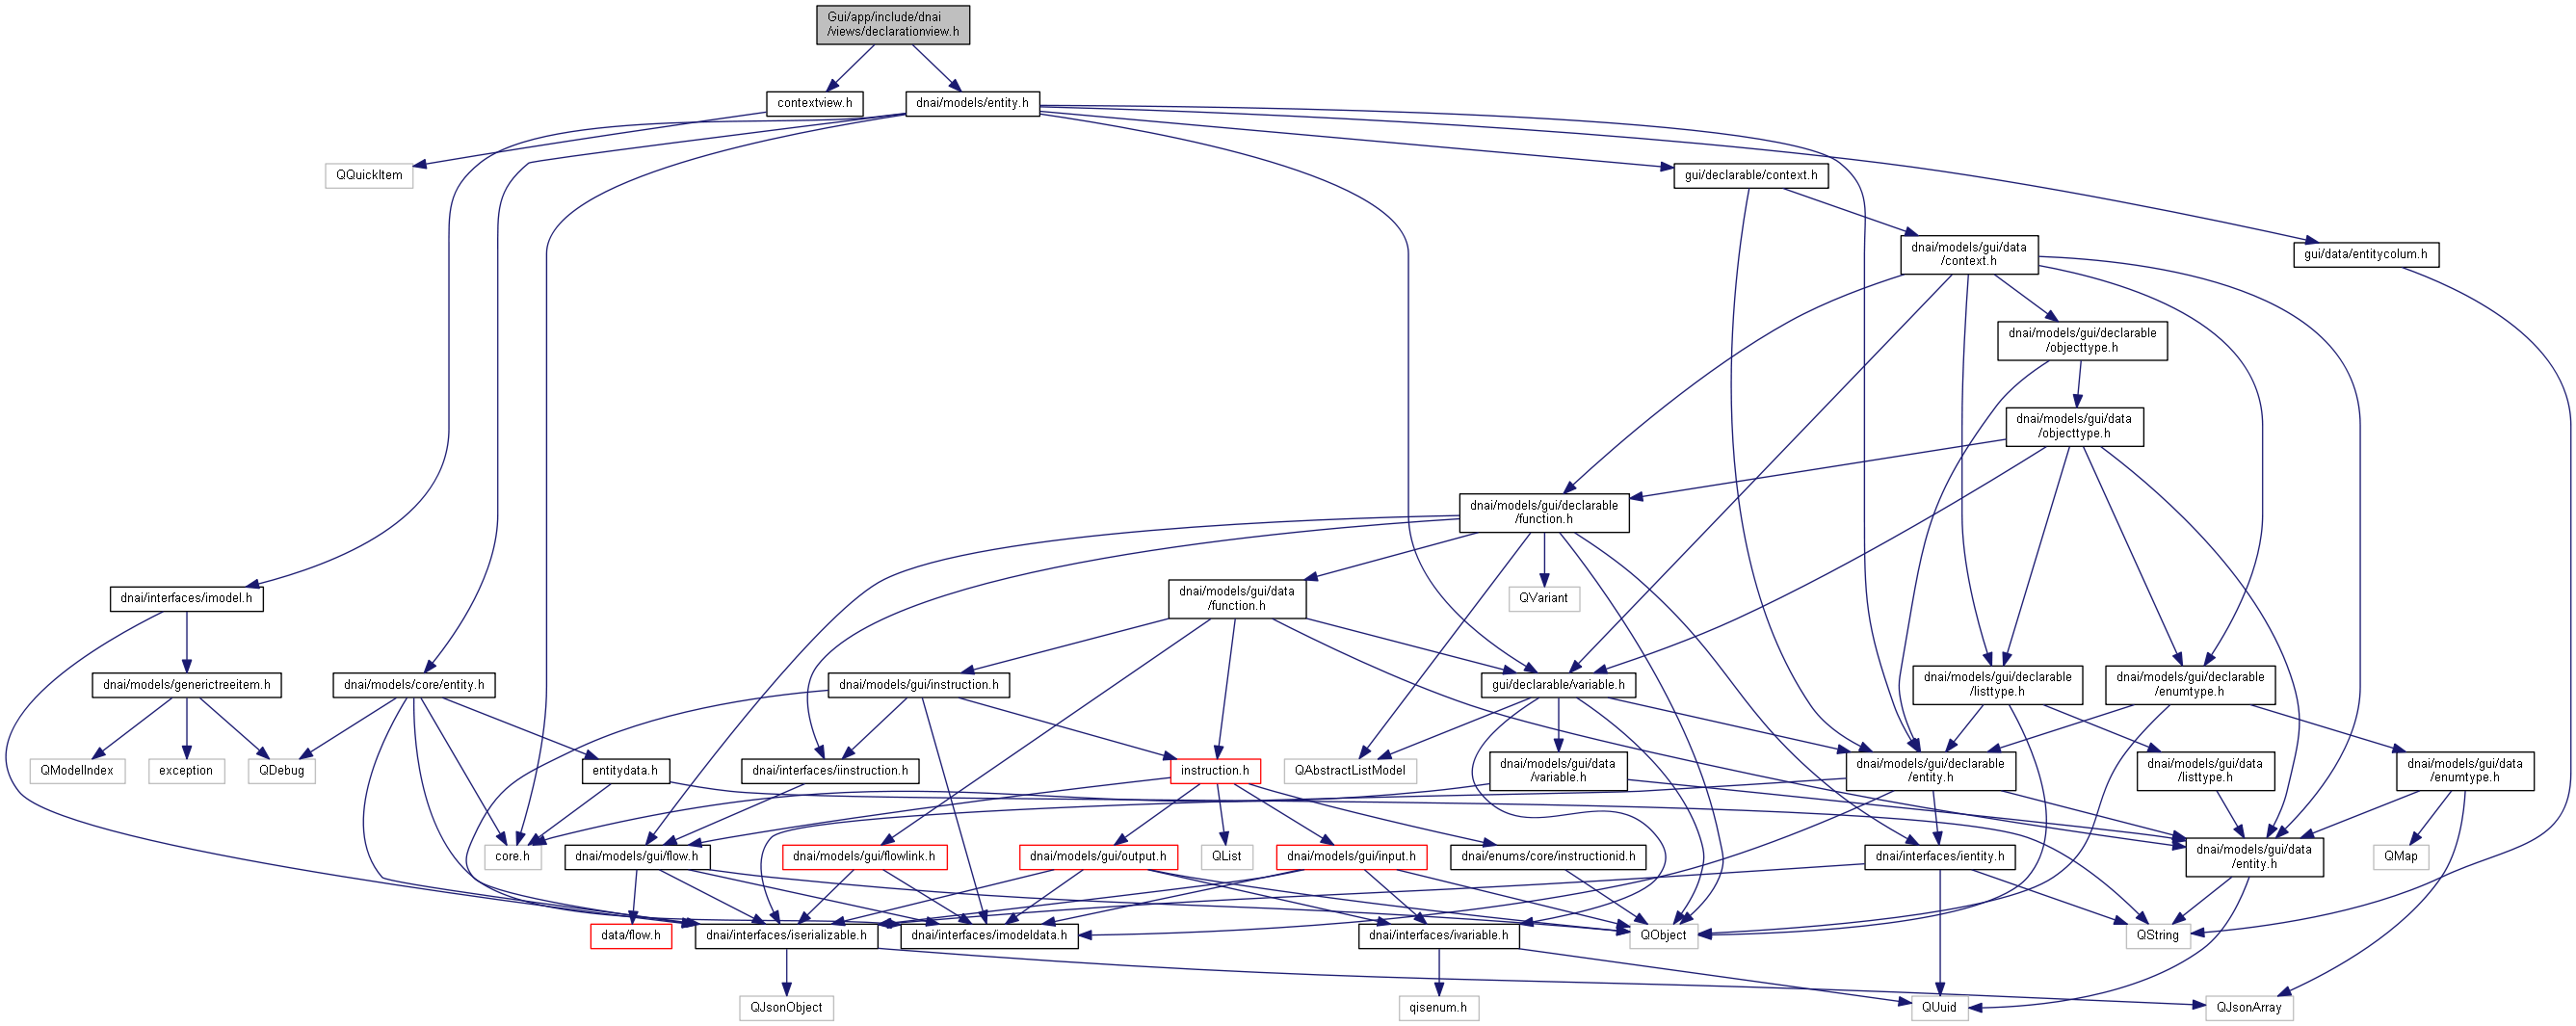 Gui/app/include/dnai
/views/declarationview.h
contextview.h
dnai/models/entity.h
QQuickItem
gui/declarable/context.h
dnai/models/gui/data
/context.h
gui/data/entitycolum.h
dnai/models/gui/declarable
/objecttype.h
dnai/models/gui/data
/objecttype.h
dnai/models/gui/declarable
/function.h
dnai/interfaces/imodel.h
dnai/models/gui/data
/function.h
QVariant
dnai/models/generictreeitem.h
dnai/models/core/entity.h
dnai/models/gui/instruction.h
gui/declarable/variable.h
dnai/models/gui/declarable
/listtype.h
dnai/models/gui/declarable
/enumtype.h
QModelIndex
exception
QDebug
entitydata.h
dnai/interfaces/iinstruction.h
instruction.h
QAbstractListModel
dnai/models/gui/data
/variable.h
dnai/models/gui/declarable
/entity.h
dnai/models/gui/data
/listtype.h
dnai/models/gui/data
/enumtype.h
core.h
dnai/models/gui/flow.h
dnai/models/gui/flowlink.h
dnai/models/gui/output.h
QList
dnai/models/gui/input.h
dnai/enums/core/instructionid.h
dnai/interfaces/ientity.h
dnai/models/gui/data
/entity.h
QMap
data/flow.h
dnai/interfaces/iserializable.h
dnai/interfaces/imodeldata.h
dnai/interfaces/ivariable.h
QObject
QString
QJsonObject
qisenum.h
QUuid
QJsonArray